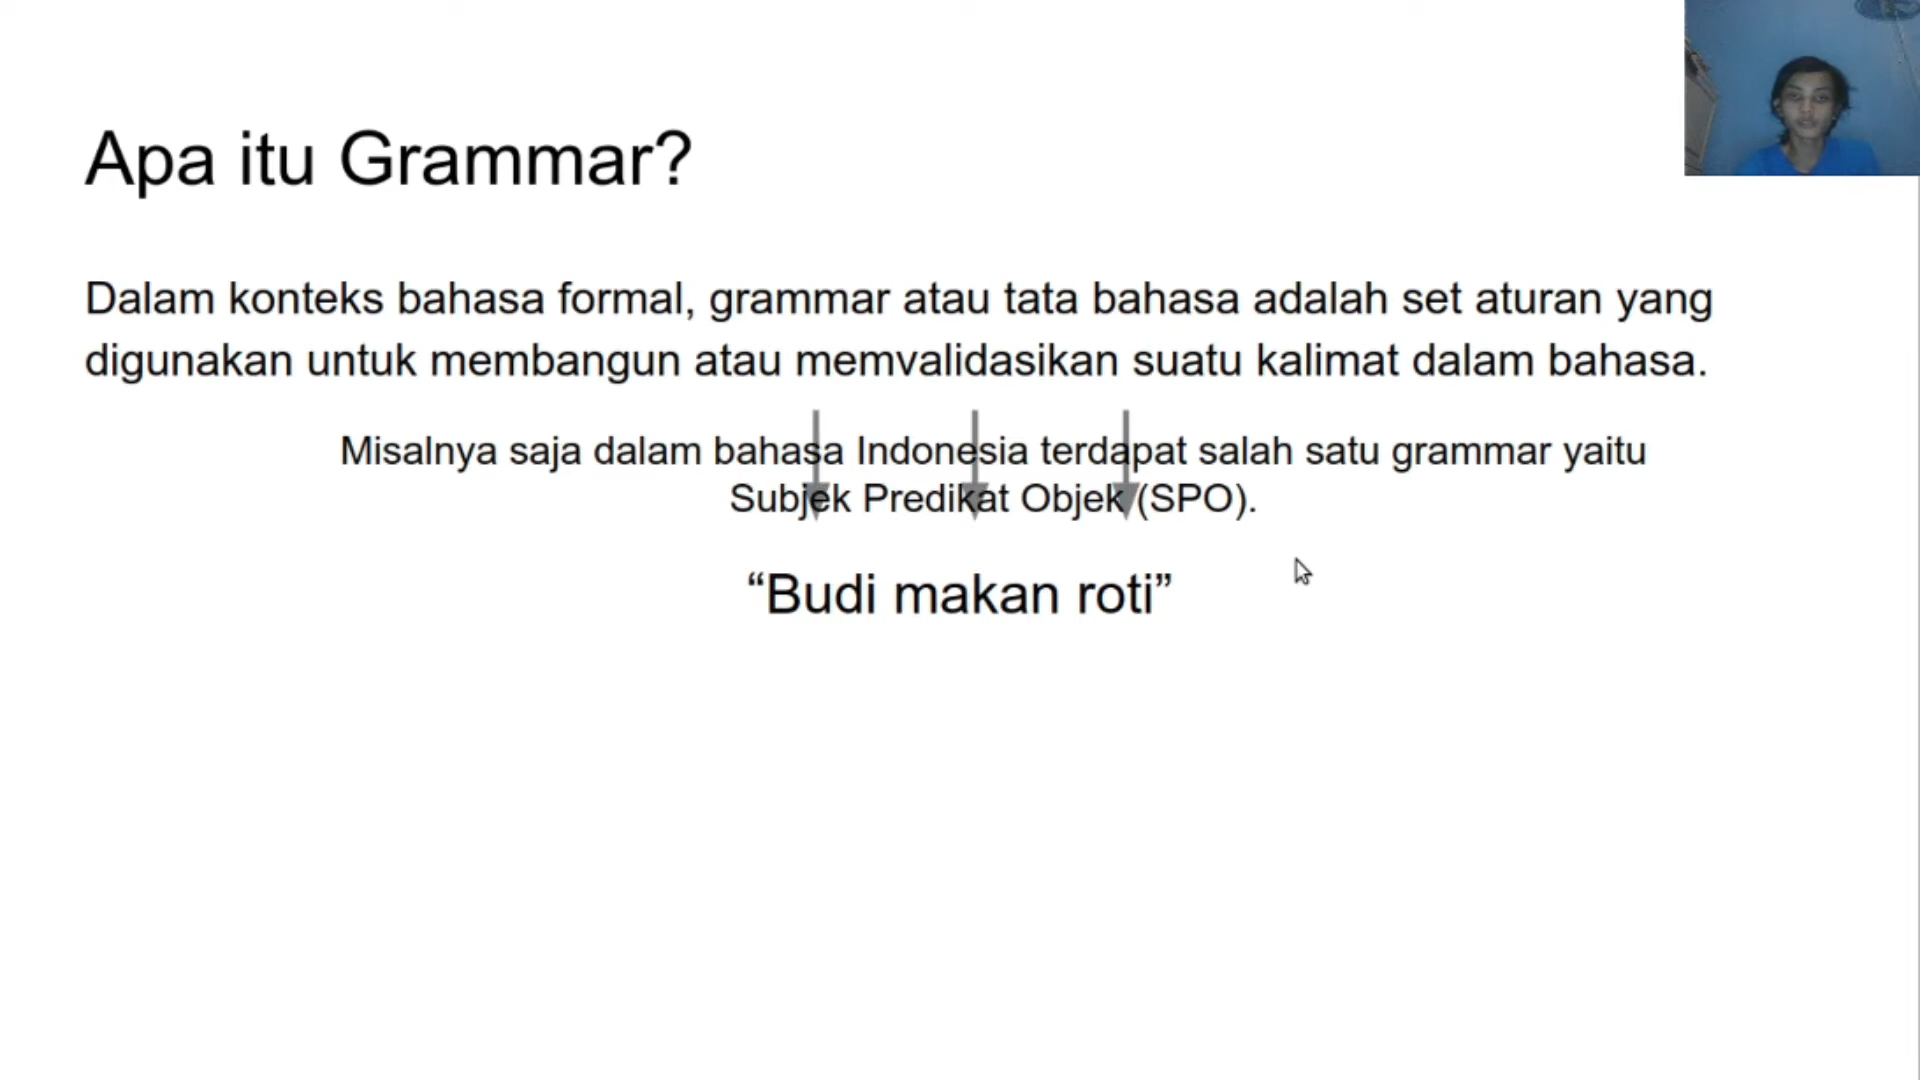 Apa itu Grammar?
Dalam konteks bahasa formal, grammar atau tata bahasa adalah set aturan yang
digunakan untuk membangun atau memvalidasikan suatu kalimat dalam bahasa.
Misalnya saja dalam bahasa Indonesia terdapat salah satu grammar yaitu
Subjek Predikat Objek (SPO).
“Budi makan roti”